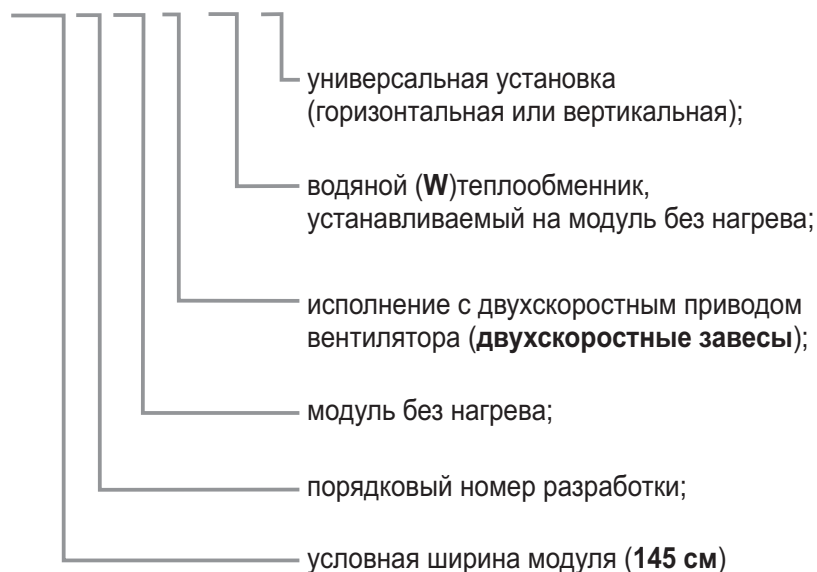 универсальная установка
(горизонтальная или вертикальная);
водяной (W)теплообменник,
устанавливаемый на модуль без нагрева;
исполнение с двухскоростным приводом
вентилятора (двухскоростные завесы);
модуль без нагрева;
порядковый номер разработки;
условная ширина модуля (145 см)